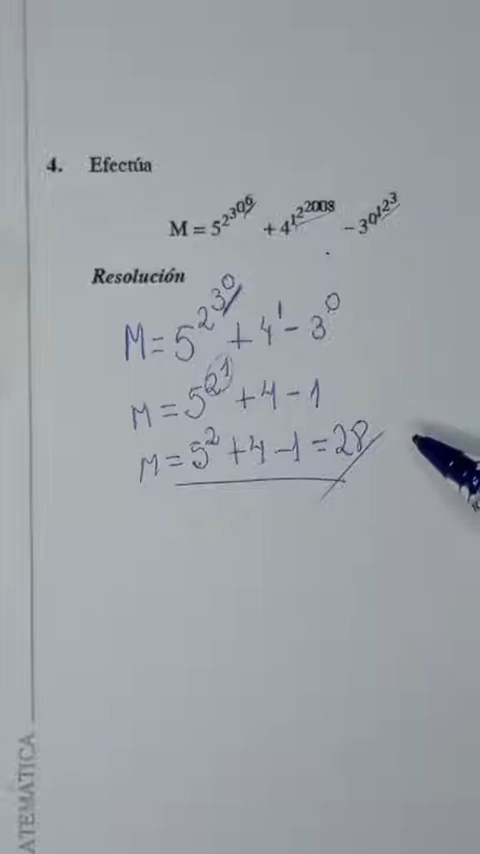 4. Efectúa
M = 5^{2^{3^{0^{6}}}} + 4^{1^{2^{2008}}} - 3^{0^{1^{2^{3}}}}
Resolución
M = 5^{2^{3^{0}}} + 4^{1} - 3^{0}
M = 5^{2^{1}} + 4 - 1
M = 5^{2} + 4 - 1 = 28
ATEMÁTICA